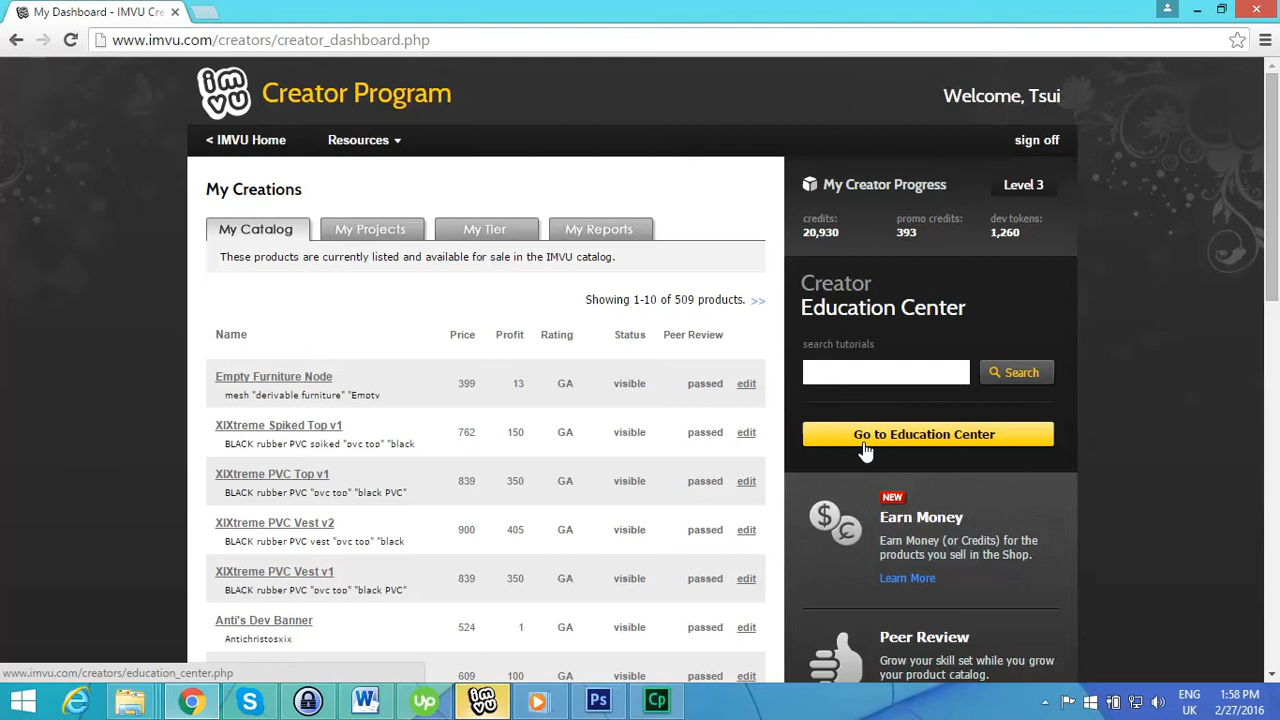 My Dashboard - IMVU Cre
www.imvu.com/creators/creator_dashboard.php
imvu
Creator Program
Welcome, Tsui
< IMVU Home Resources sign off
My Creations
My Catalog My Projects My Tier My Reports
These products are currently listed and available for sale in the IMVU catalog.
Showing 1-10 of 509 products. >>
Name Price Profit Rating Status Peer Review
Empty Furniture Node 399 13 GA visible passed edit
mesh "derivable furniture" "Empty
XIXtreme Spiked Top v1 762 150 GA visible passed edit
BLACK rubber PVC spiked "pvc top" "black
XIXtreme PVC Top v1 839 350 GA visible passed edit
BLACK rubber PVC "pvc top" "black PVC"
XIXtreme PVC Vest v2 900 405 GA visible passed edit
BLACK rubber PVC vest "pvc top" "black
XIXtreme PVC Vest v1 839 350 GA visible passed edit
BLACK rubber PVC "pvc top" "black PVC"
Anti's Dev Banner 524 1 GA visible passed edit
Antichristosxix
609 100 GA visible passed edit
My Creator Progress Level 3
credits: promo credits: dev tokens:
20,930 393 1,260
Creator
Education Center
search tutorials
Search
Go to Education Center
NEW
Earn Money
Earn Money (or Credits) for the
products you sell in the Shop.
Learn More
Peer Review
Grow your skill set while you grow
your product catalog.
www.imvu.com/creators/education_center.php
Up
imvu
Ps
Cp
ENG 1:58 PM
UK 2/27/2016